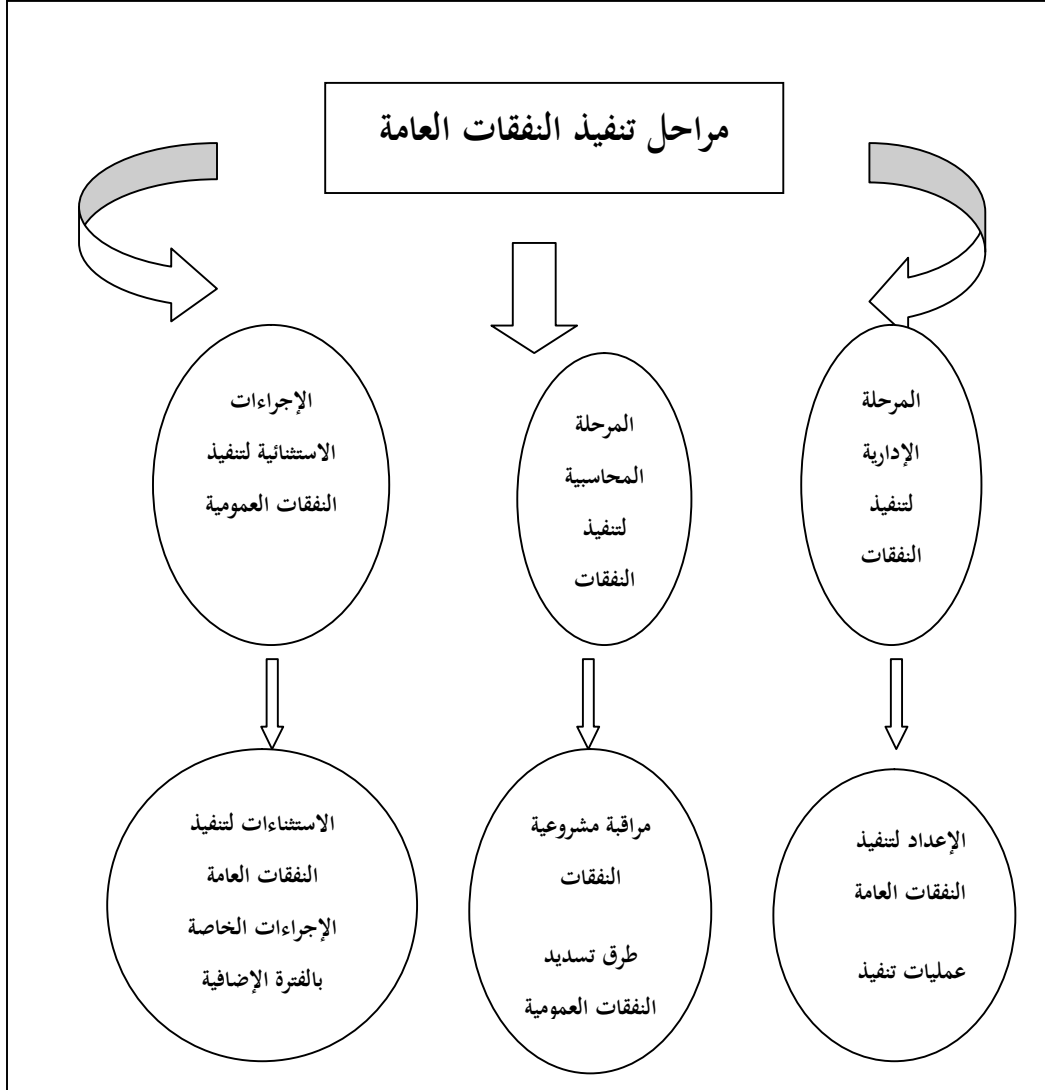 مراحل تنفيذ النفقات العامة
المرحلة
الإدارية
لتنفيذ
النفقات
المرحلة
المحاسبية
لتنفيذ
النفقات
الإجراءات
الاستثنائية لتنفيذ
النفقات العمومية
الإعداد لتنفيذ
النفقات العامة
عمليات تنفيذ
مراقبة مشروعية
النفقات
طرق تسديد
النفقات العمومية
الاستثناءات لتنفيذ
النفقات العامة
الإجراءات الخاصة
بالفترة الإضافية